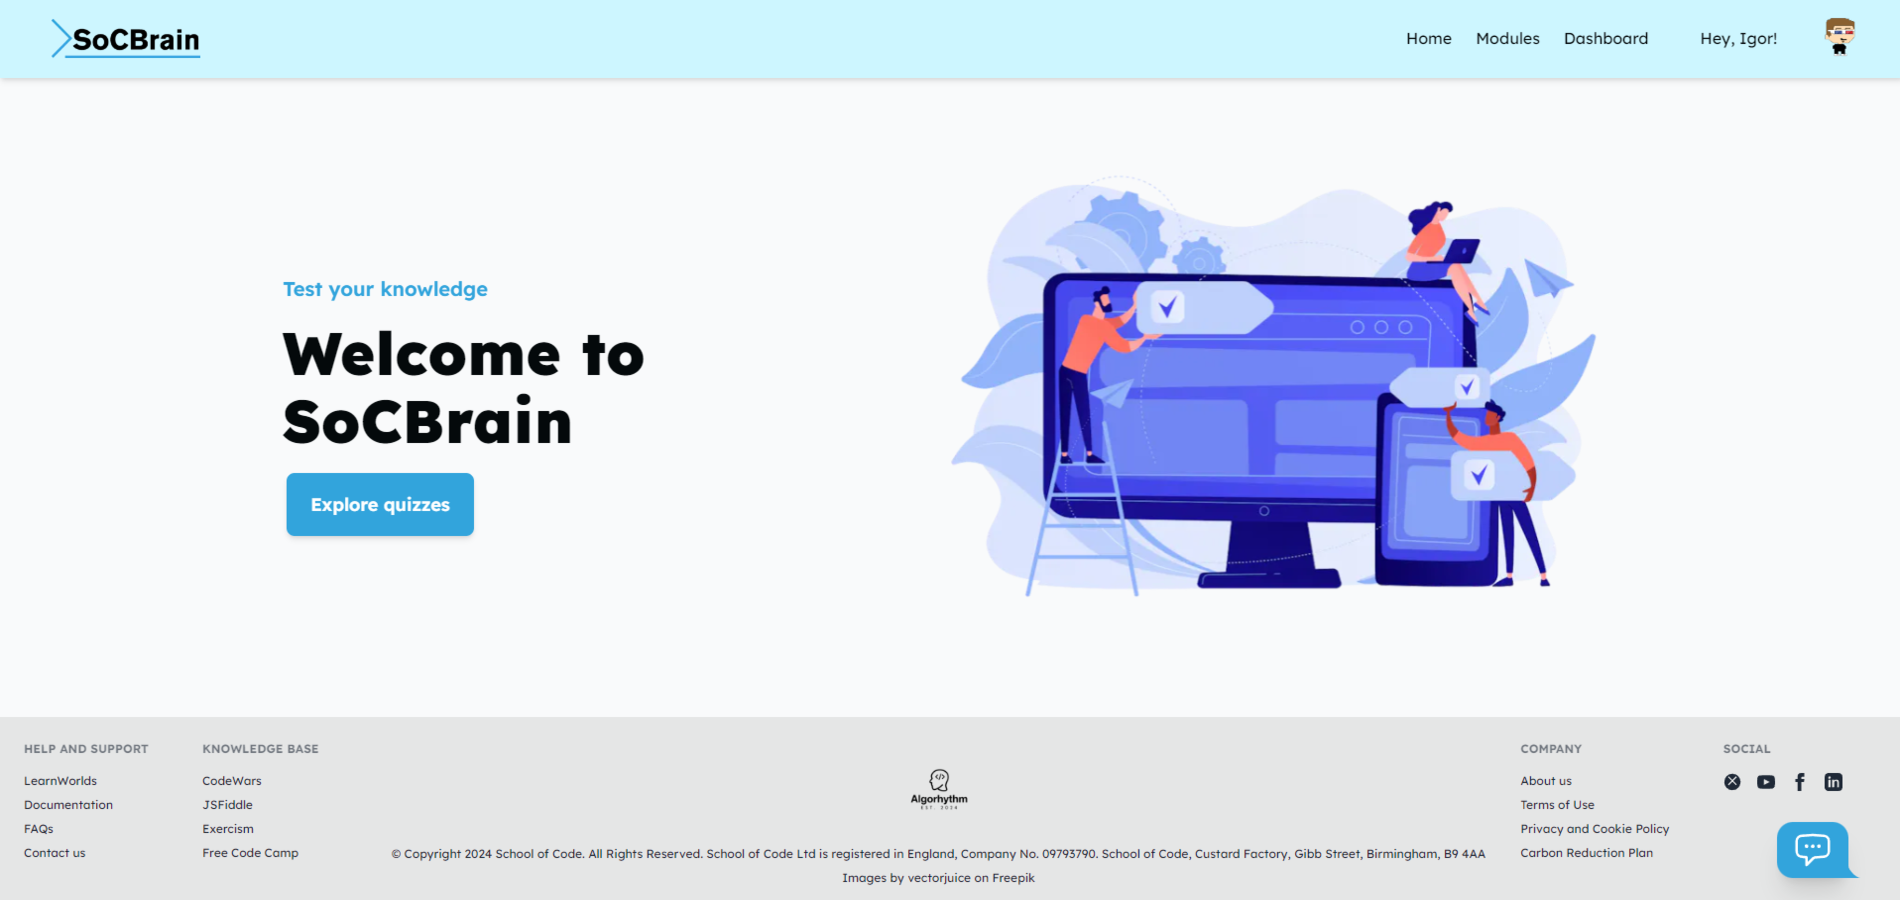 SoCBrain
Home Modules Dashboard Hey, Igor!
Test your knowledge
Welcome to
SoCBrain
Explore quizzes
HELP AND SUPPORT
LearnWorlds
Documentation
FAQs
Contact us
KNOWLEDGE BASE
CodeWars
JSFiddle
Exercism
Free Code Camp
Algorhythm
EST. 2024
© Copyright 2024 School of Code. All Rights Reserved. School of Code Ltd is registered in England, Company No. 09793790. School of Code, Custard Factory, Gibb Street, Birmingham, B9 4AA
Images by vectorjuice on Freepik
COMPANY
About us
Terms of Use
Privacy and Cookie Policy
Carbon Reduction Plan
SOCIAL